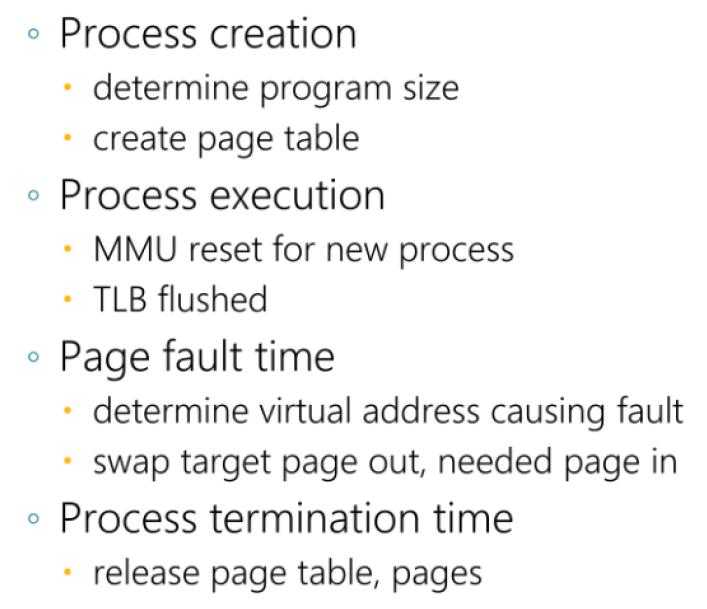 Process creation
determine program size
create page table
Process execution
MMU reset for new process
TLB flushed
Page fault time
determine virtual address causing fault
swap target page out, needed page in
Process termination time
release page table, pages